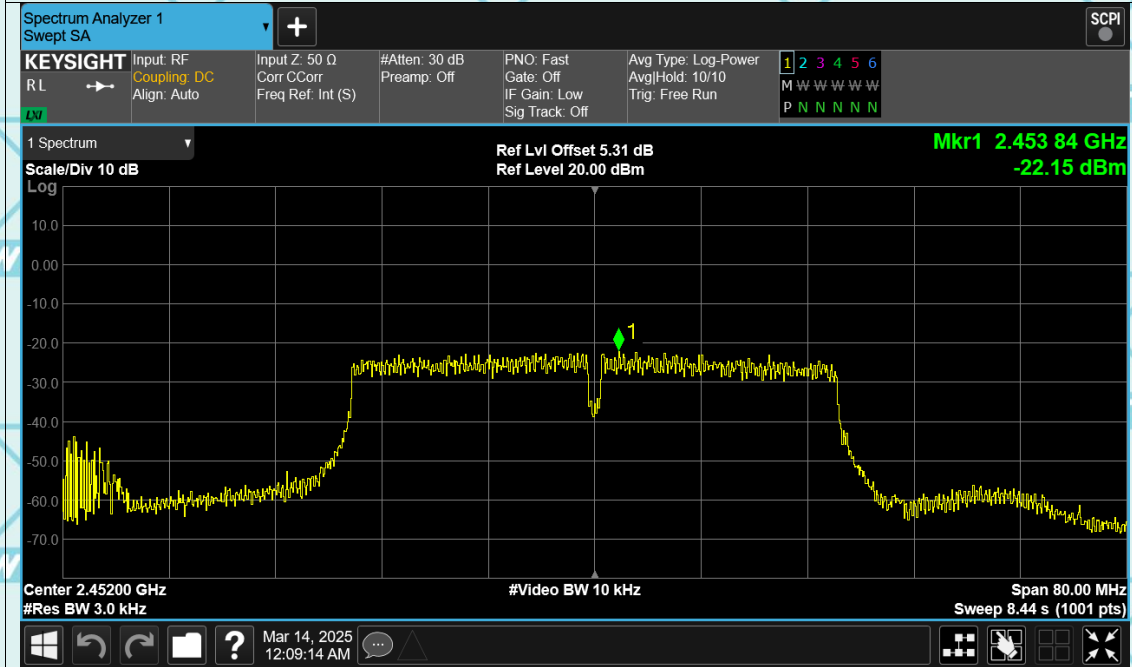 Spectrum Analyzer 1
Swept SA
+
SCPI
KEYSIGHT
R L
LXI
Input: RF
Coupling: DC
Align: Auto
Input Z: 50 Ω
Corr CCorr
Freq Ref: Int (S)
#Atten: 30 dB
Preamp: Off
PNO: Fast
Gate: Off
IF Gain: Low
Sig Track: Off
Avg Type: Log-Power
Avg|Hold: 10/10
Trig: Free Run
1 2 3 4 5 6
M W W W W W
P N N N N N
1 Spectrum
Scale/Div 10 dB
Ref Lvl Offset 5.31 dB
Ref Level 20.00 dBm
Mkr1 2.453 84 GHz
-22.15 dBm
Log
10.0
0.00
-10.0
-20.0
-30.0
-40.0
-50.0
-60.0
-70.0
1
Center 2.45200 GHz
#Res BW 3.0 kHz
#Video BW 10 kHz
Span 80.00 MHz
Sweep 8.44 s (1001 pts)
?
Mar 14, 2025
12:09:14 AM